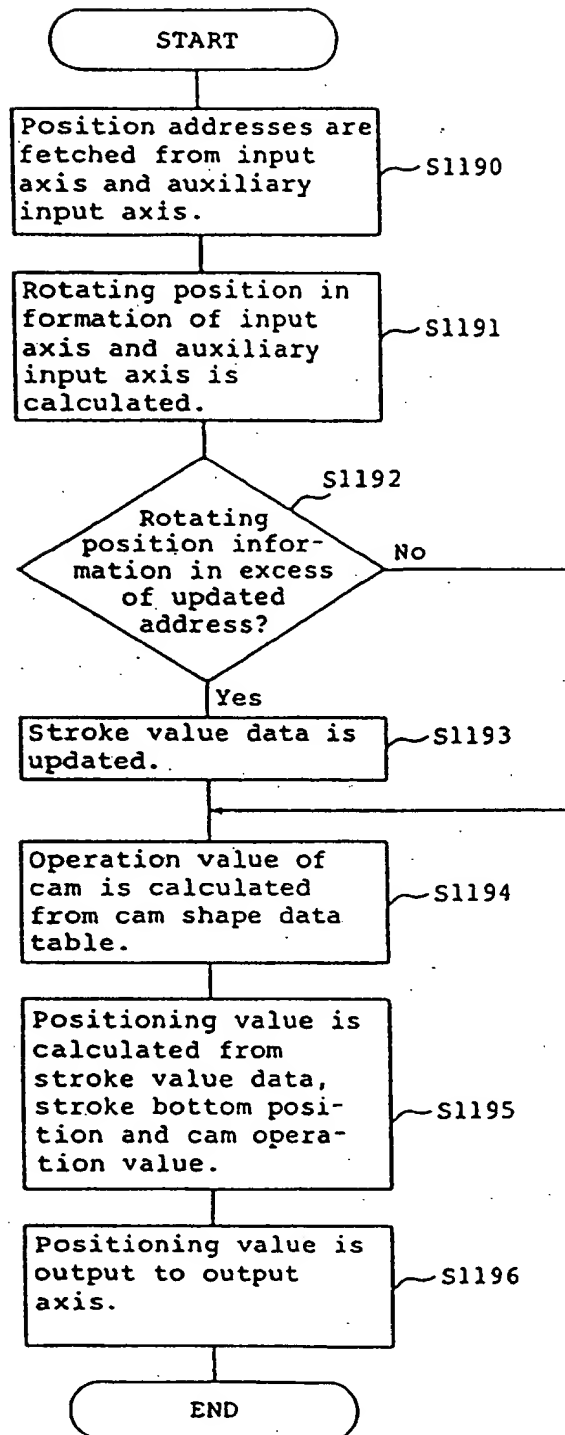 START
Position addresses are
fetched from input
axis and auxiliary
input axis.
S1190
Rotating position in
formation of input
axis and auxiliary
input axis is
calculated.
S1191
S1192
Rotating
position infor-
mation in excess
of updated
address?
No
Yes
Stroke value data is
updated.
S1193
Operation value of
cam is calculated
from cam shape data
table.
S1194
Positioning value is
calculated from
stroke value data,
stroke bottom posi-
tion and cam opera-
tion value.
S1195
Positioning value is
output to output
axis.
S1196
END